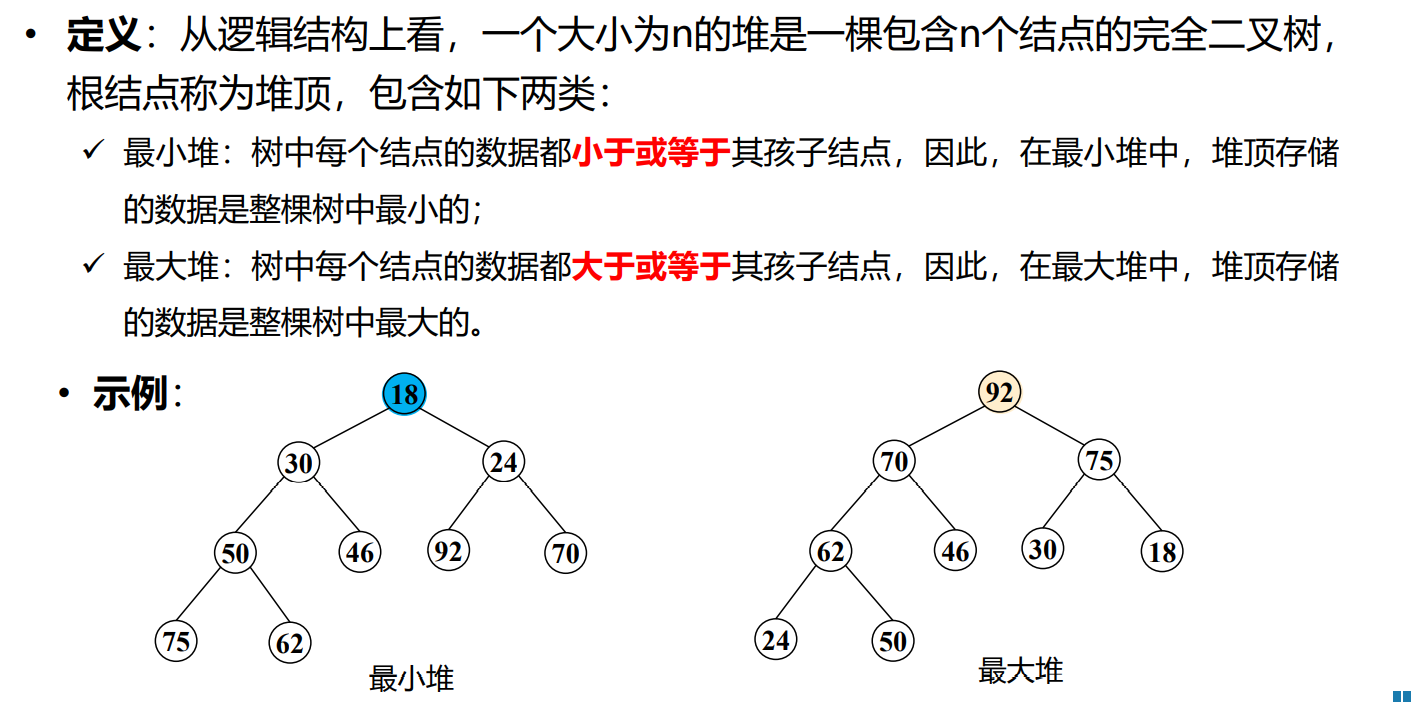 • 定义：从逻辑结构上看，一个大小为n的堆是一棵包含n个结点的完全二叉树，
根结点称为堆顶，包含如下两类：
✓ 最小堆：树中每个结点的数据都小于或等于其孩子结点，因此，在最小堆中，堆顶存储
的数据是整棵树中最小的；
✓ 最大堆：树中每个结点的数据都大于或等于其孩子结点，因此，在最大堆中，堆顶存储
的数据是整棵树中最大的。
• 示例：
18
30 24
50 46 92 70
75 62
最小堆
92
70 75
62 46 30 18
24 50
最大堆